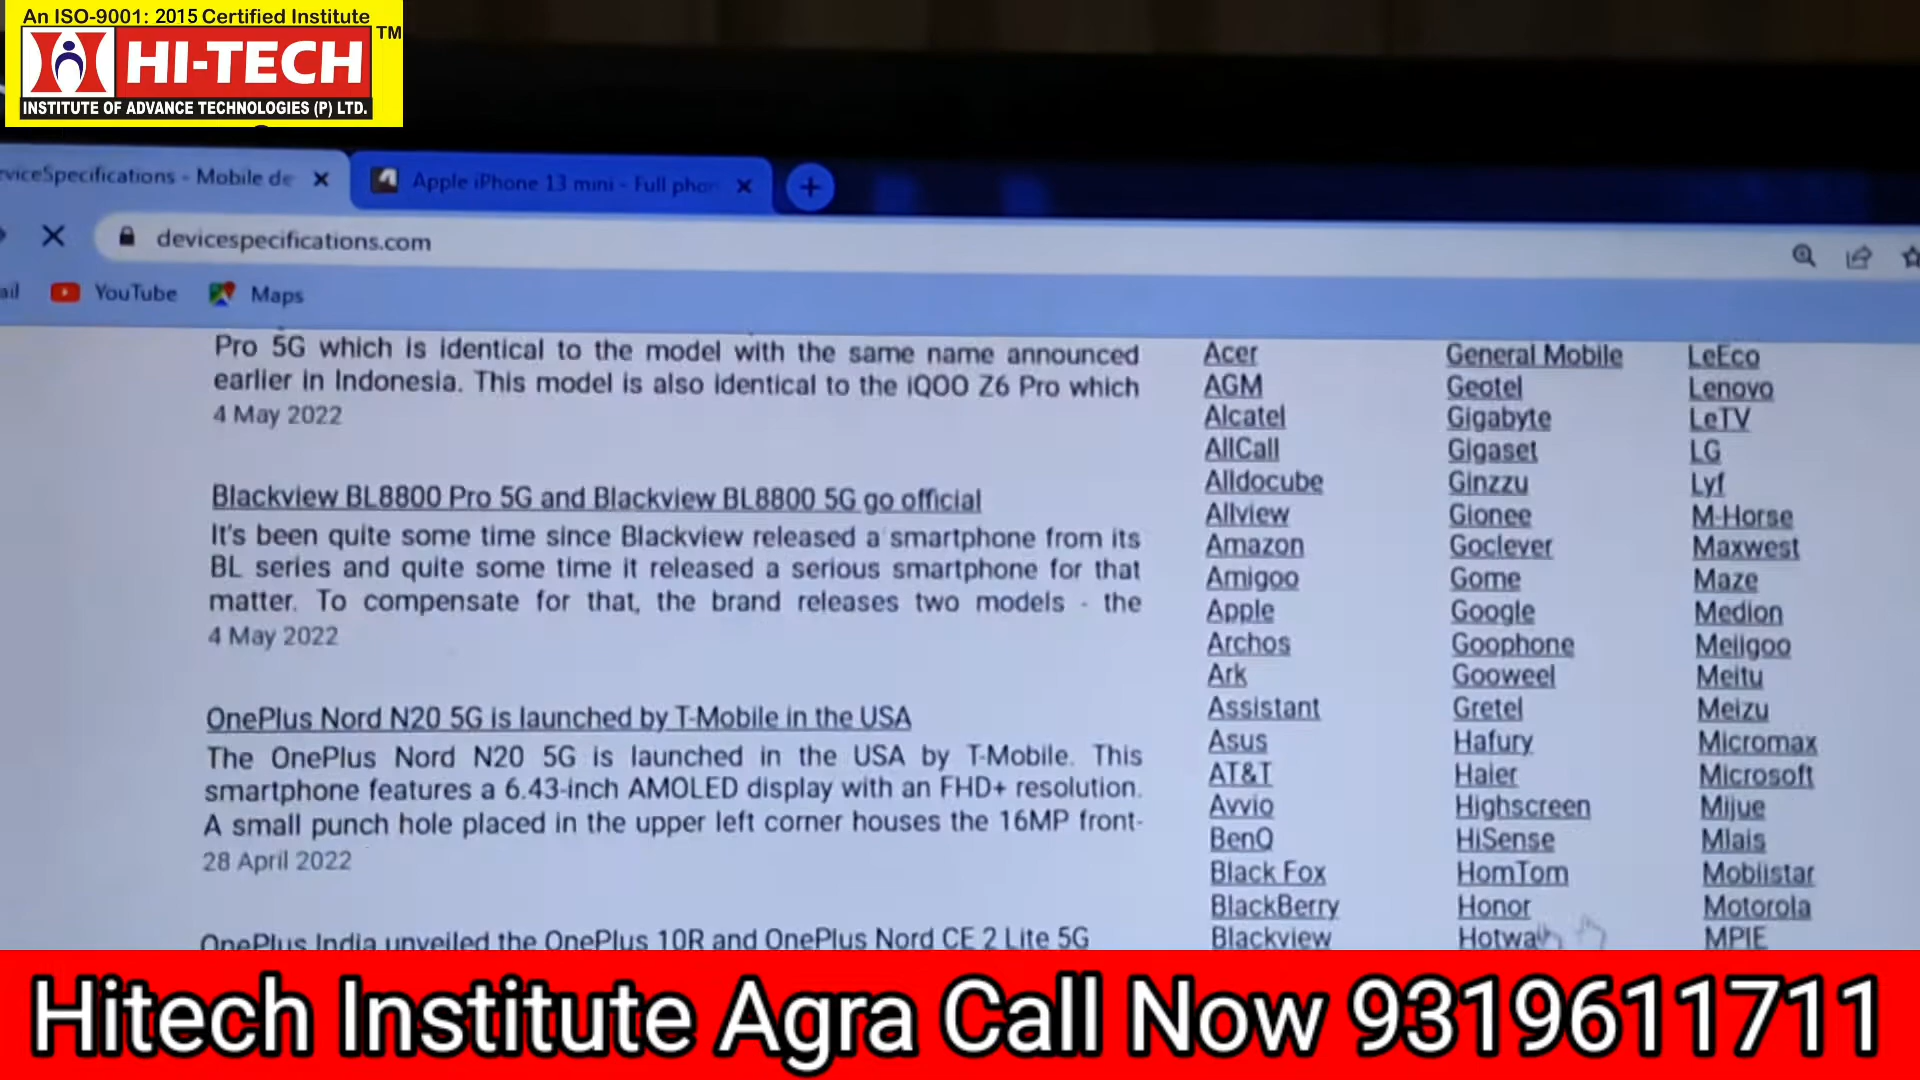 An ISO-9001: 2015 Certified Institute
HI-TECH
TM
INSTITUTE OF ADVANCE TECHNOLOGIES (P) LTD.
viceSpecifications - Mobile de
Apple iPhone 13 mini - Full phon
devicespecifications.com
ail YouTube Maps
Pro 5G which is identical to the model with the same name announced
earlier in Indonesia. This model is also identical to the iQOO Z6 Pro which
4 May 2022
Blackview BL8800 Pro 5G and Blackview BL8800 5G go official
It's been quite some time since Blackview released a smartphone from its
BL series and quite some time it released a serious smartphone for that
matter. To compensate for that, the brand releases two models - the
4 May 2022
OnePlus Nord N20 5G is launched by T-Mobile in the USA
The OnePlus Nord N20 5G is launched in the USA by T-Mobile. This
smartphone features a 6.43-inch AMOLED display with an FHD+ resolution.
A small punch hole placed in the upper left corner houses the 16MP front-
28 April 2022
OnePlus India unveiled the OnePlus 10R and OnePlus Nord CE 2 Lite 5G
Acer
AGM
Alcatel
AllCall
Alldocube
Allview
Amazon
Amigoo
Apple
Archos
Ark
Assistant
Asus
AT&T
Avvio
BenQ
Black Fox
BlackBerry
Blackview
General Mobile
Geotel
Gigabyte
Gigaset
Ginzzu
Gionee
Goclever
Gome
Google
Goophone
Gooweel
Gretel
Hafury
Haier
Highscreen
HiSense
HomTom
Honor
Hotwa
LeEco
Lenovo
LeTV
LG
Lyf
M-Horse
Maxwest
Maze
Medion
Meiigoo
Meitu
Meizu
Micromax
Microsoft
Mijue
Mlais
Mobiistar
Motorola
MPIE
Hitech Institute Agra Call Now 9319611711